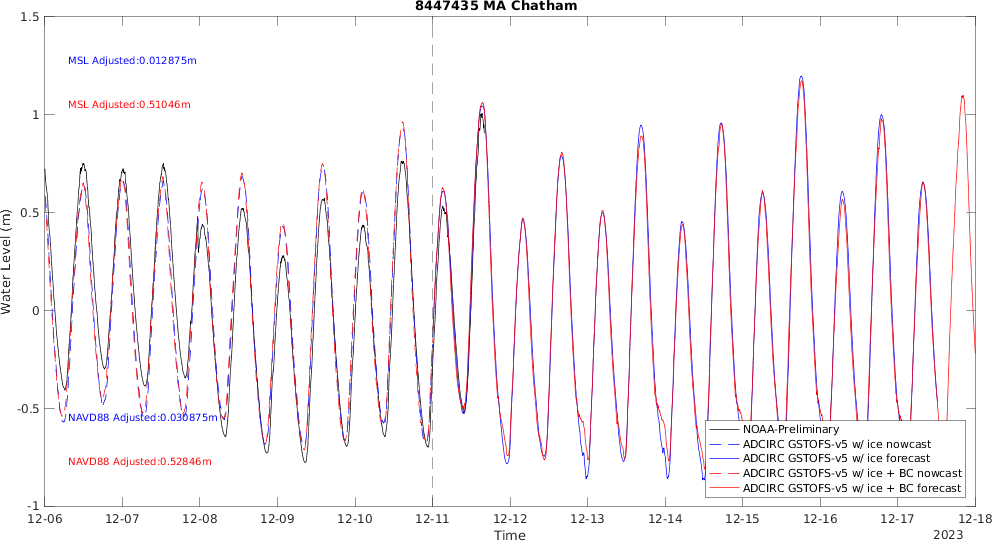 8447435 MA Chatham
1.5
1
0.5
0
-0.5
-1
Water Level (m)
MSL Adjusted:0.012875m
MSL Adjusted:0.51046m
NAVD88 Adjusted:0.030875m
NAVD88 Adjusted:0.52846m
NOAA-Preliminary
ADCIRC GSTOFS-v5 w/ ice nowcast
ADCIRC GSTOFS-v5 w/ ice forecast
ADCIRC GSTOFS-v5 w/ ice + BC nowcast
ADCIRC GSTOFS-v5 w/ ice + BC forecast
12-06 12-07 12-08 12-09 12-10 12-11 12-12 12-13 12-14 12-15 12-16 12-17 12-18
Time
2023